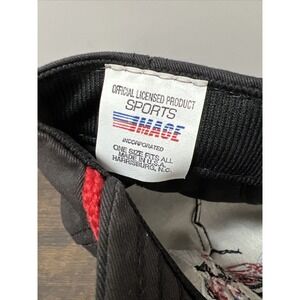 OFFICIAL LICENSED PRODUCT
SPORTS
IMAGE
INCORPORATED
ONE SIZE FITS ALL
MADE IN U.S.A.
HARRISBURG, N.C.